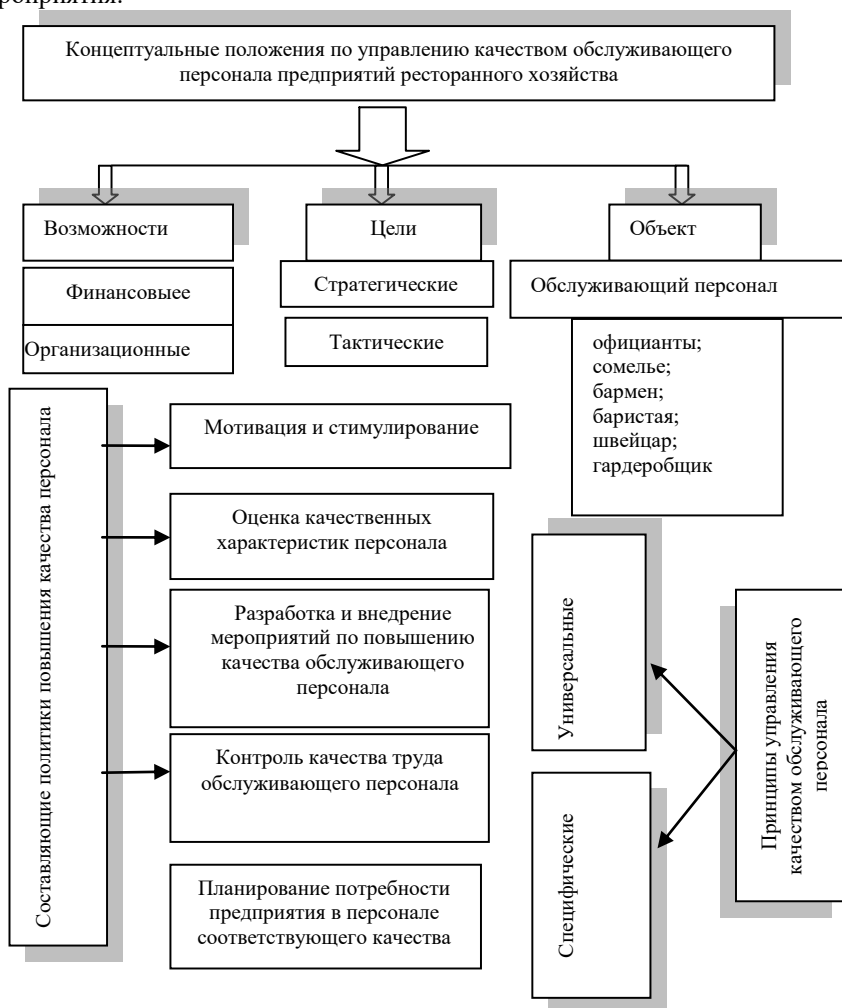 Концептуальные положения по управлению качеством обслуживающего
персонала предприятий ресторанного хозяйства
Возможности
Цели
Объект
Финансовыее
Стратегические
Обслуживающий персонал
Организационные
Тактические
официанты;
сомелье;
бармен;
баристая;
швейцар;
гардеробщик
Составляющие политики повышения качества персонала
Мотивация и стимулирование
Оценка качественных
характеристик персонала
Разработка и внедрение
мероприятий по повышению
качества обслуживающего
персонала
Контроль качества труда
обслуживающего персонала
Планирование потребности
предприятия в персонале
соответствующего качества
Универсальные
Специфические
Принципы управления
качеством обслуживающего
персонала